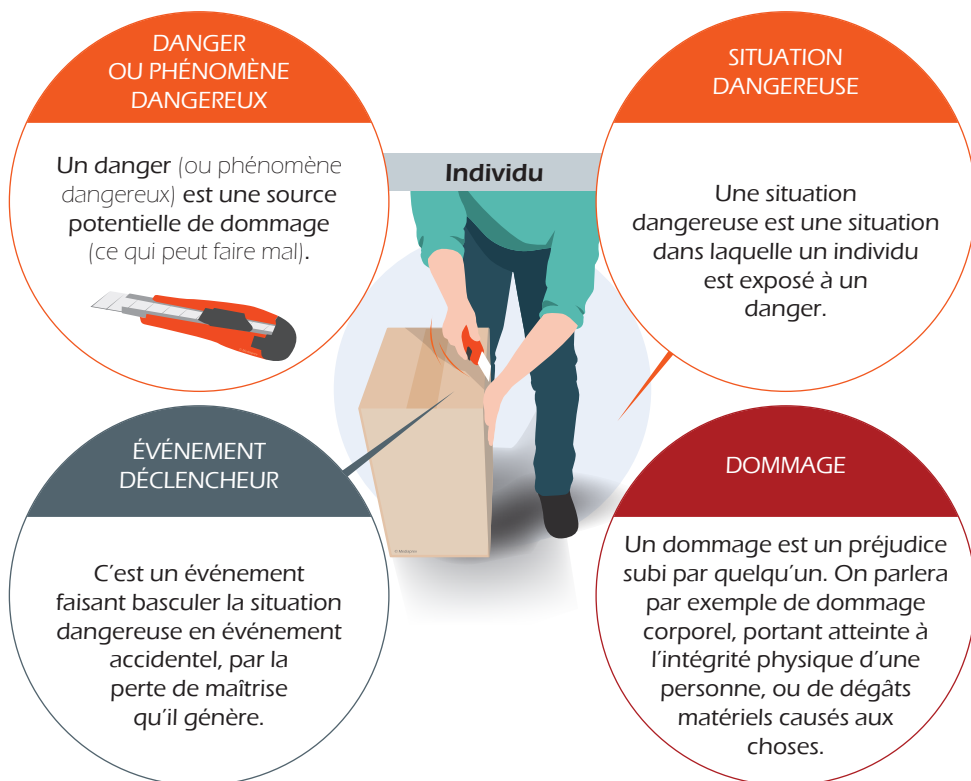 DANGER
OU PHÉNOMÈNE
DANGEREUX
Un danger (ou phénomène
dangereux) est une source
potentielle de dommage
(ce qui peut faire mal).
Individu
SITUATION
DANGEREUSE
Une situation
dangereuse est une situation
dans laquelle un individu
est exposé à un
danger.
ÉVÉNEMENT
DÉCLENCHEUR
C'est un événement
faisant basculer la situation
dangereuse en événement
accidentel, par la
perte de maîtrise
qu'il génère.
DOMMAGE
Un dommage est un préjudice
subi par quelqu'un. On parlera
par exemple de dommage
corporel, portant atteinte à
l'intégrité physique d'une
personne, ou de dégâts
matériels causés aux
choses.